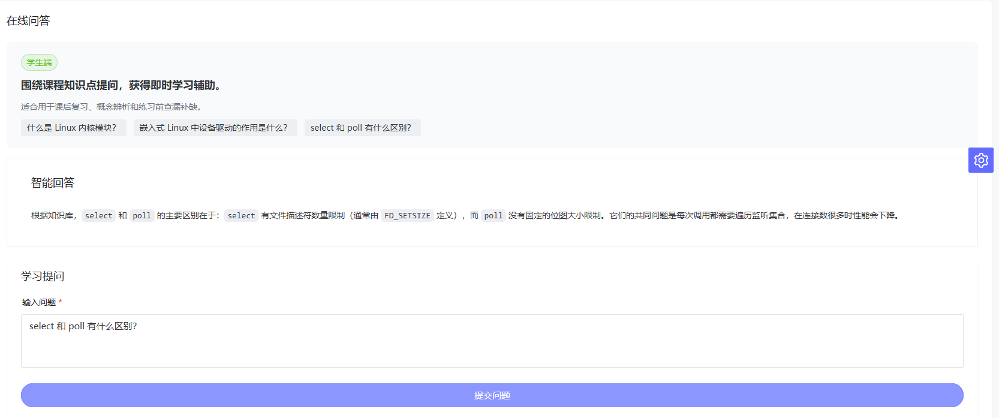 在线问答
学生端
围绕课程知识点提问，获得即时学习辅助。
适合用于课后复习、概念辨析和练习前查漏补缺。
什么是 Linux 内核模块？ 嵌入式 Linux 中设备驱动的作用是什么？ select 和 poll 有什么区别？
智能回答
根据知识库，select 和 poll 的主要区别在于：select 有文件描述符数量限制（通常由 FD_SETSIZE 定义），而 poll 没有固定的位图大小限制。它们的共同问题是每次调用都需要遍历监听集合，在连接数很多时性能会下降。
学习提问
输入问题 *
select 和 poll 有什么区别？
提交问题